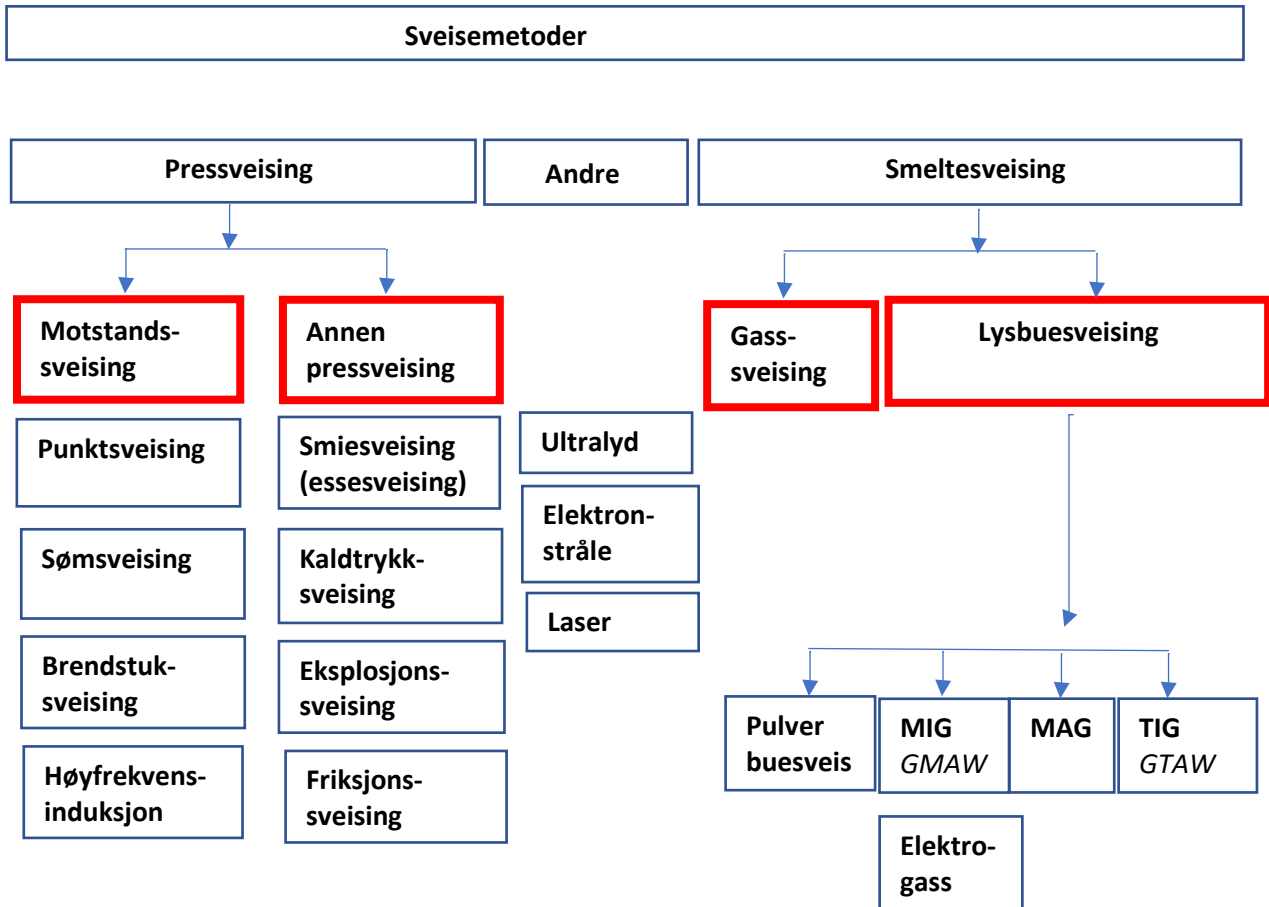 Sveisemetoder
Pressveising
Andre
Smeltesveising
Motstands-
sveising
Annen
pressveising
Gass-
sveising
Lysbuesveising
Punktsveising
Smiesveising
(essesveising)
Ultralyd
Elektron-
stråle
Sømsveising
Kaldtrykk-
sveising
Laser
Brendstuk-
sveising
Eksplosjons-
sveising
Høyfrekvens-
induksjon
Friksjons-
sveising
Pulver
buesveis
MIG
GMAW
MAG
TIG
GTAW
Elektro-
gass